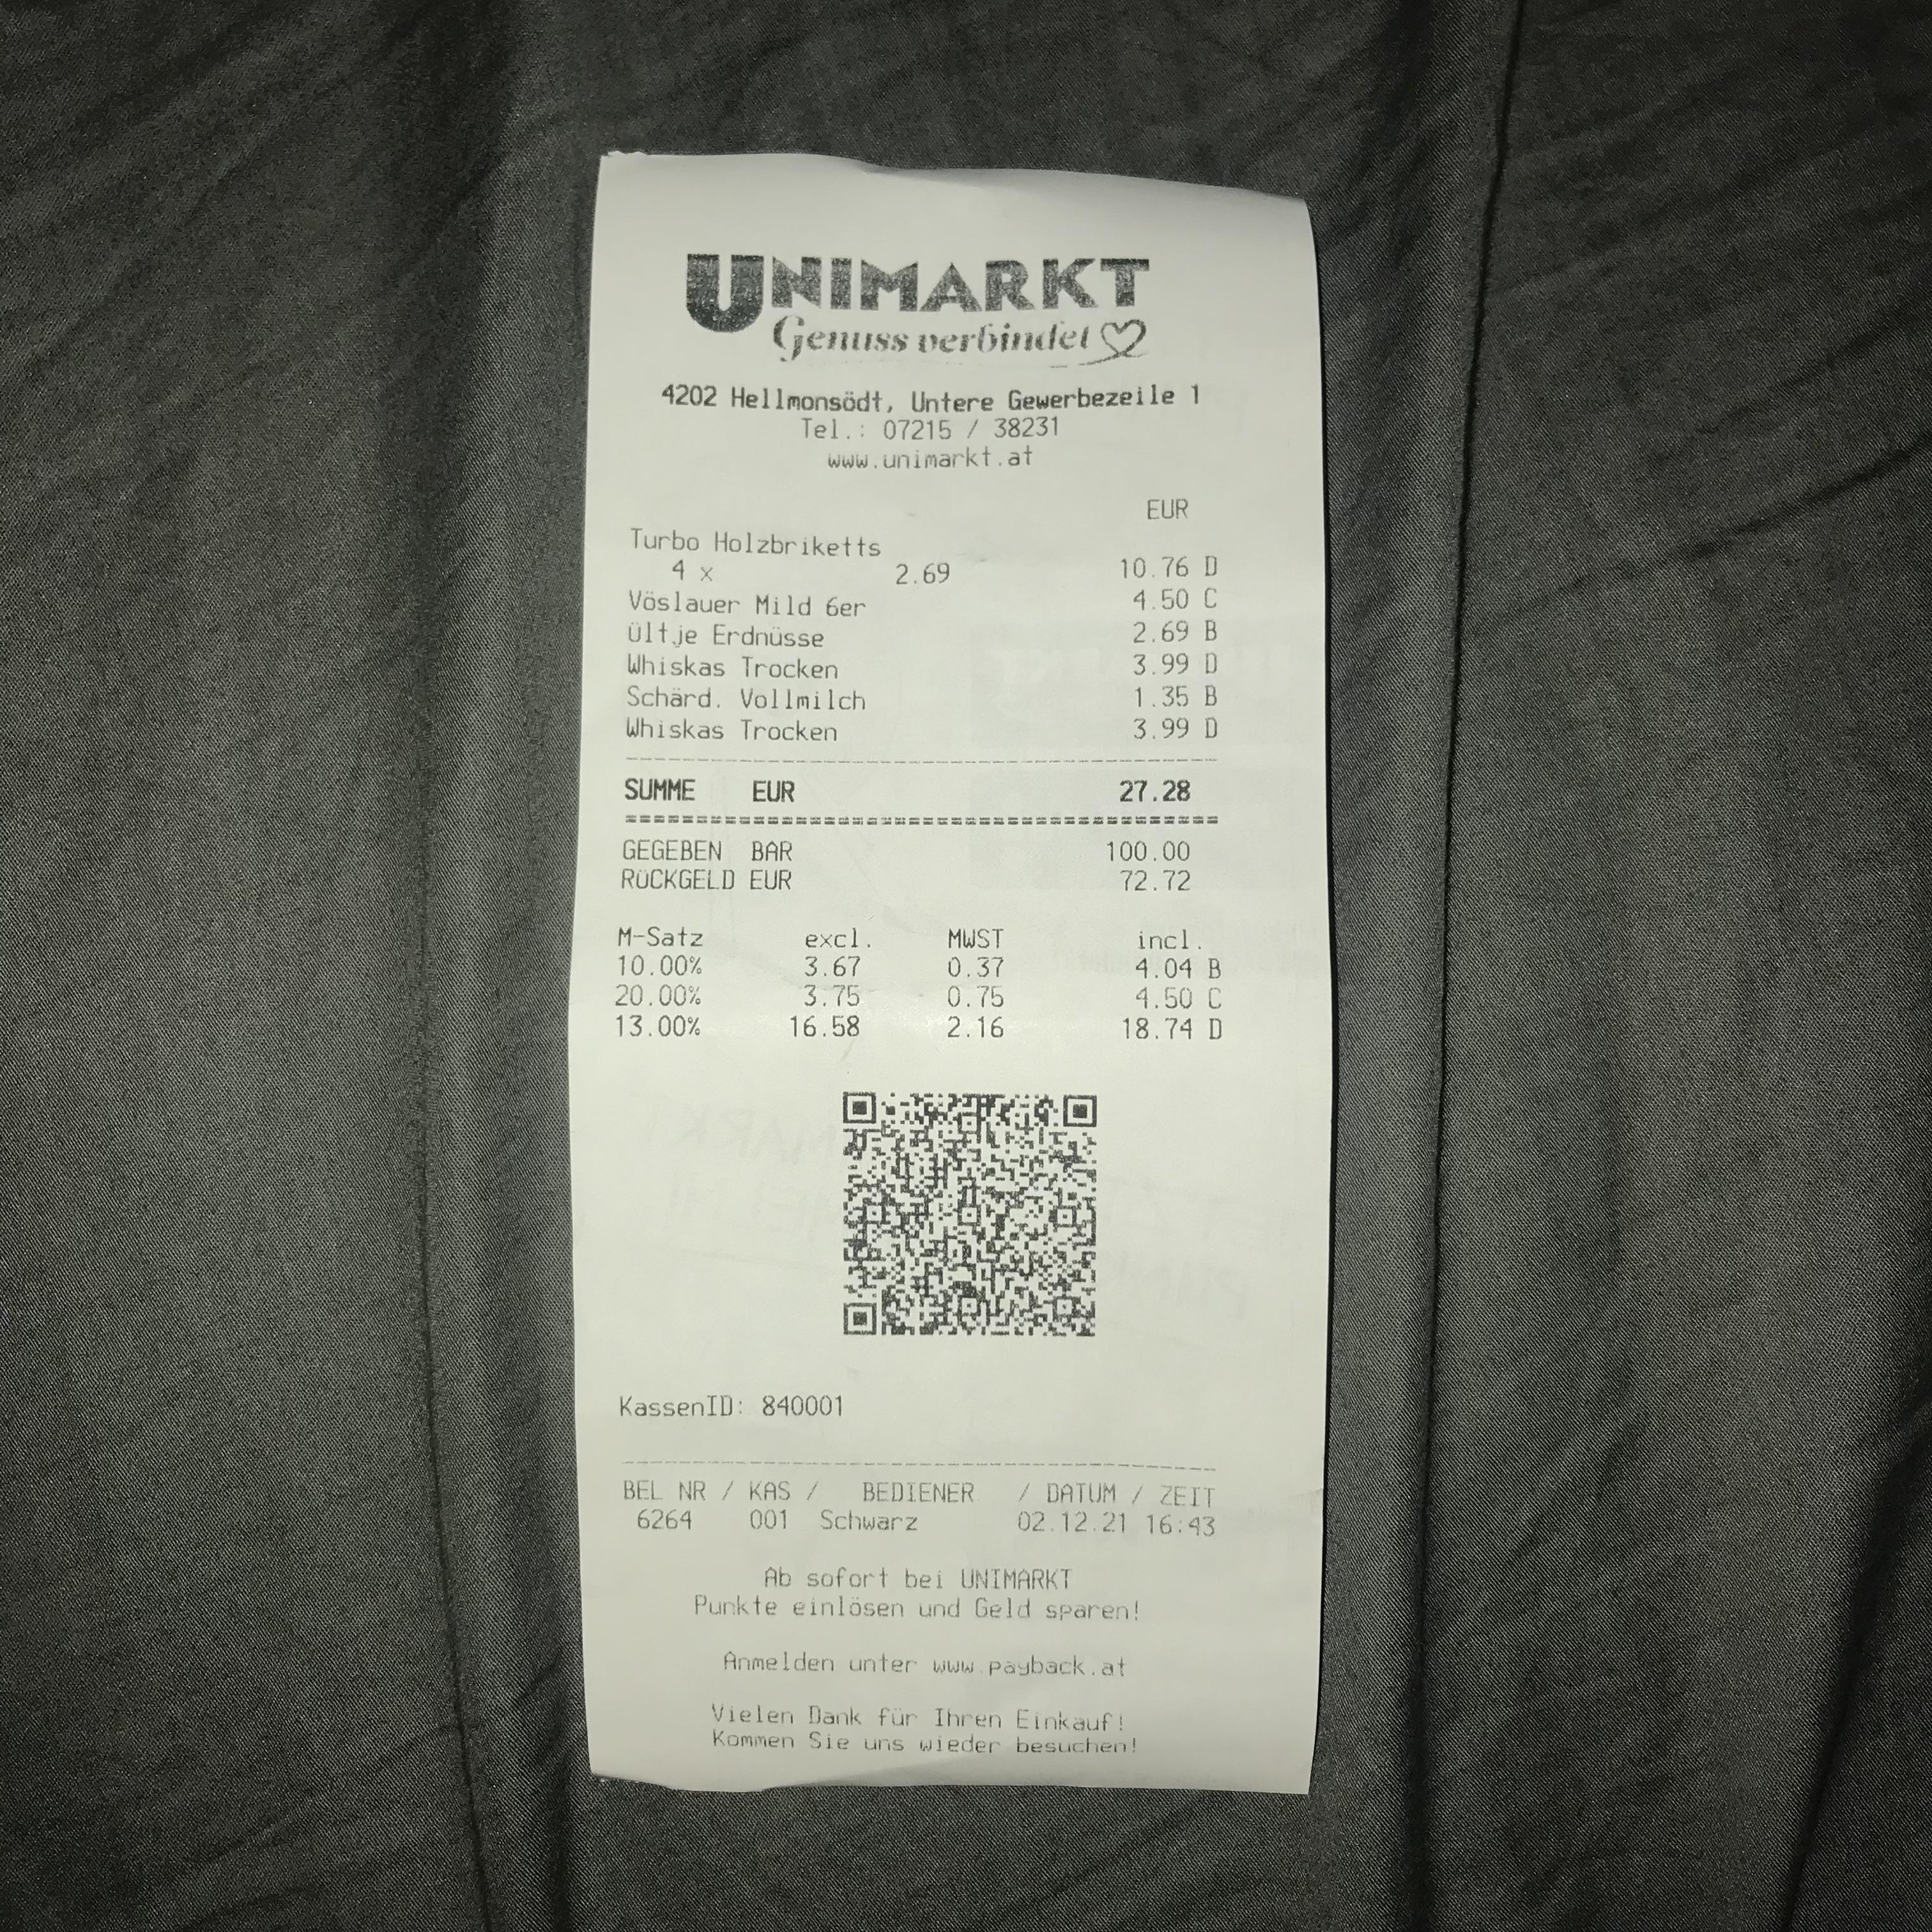 UNIMARKT
Genuss verbindet
4202 Hellmonsödt, Untere Gewerbezeile 1
Tel.: 07215 / 38231
www.unimarkt.at
EUR
Turbo Holzbriketts
4 x 2.69 10.76 D
Vöslauer Mild 6er 4.50 C
ültje Erdnüsse 2.69 B
Whiskas Trocken 3.99 D
Schärd. Vollmilch 1.35 B
Whiskas Trocken 3.99 D
SUMME EUR 27.28
GEGEBEN BAR 100.00
RÜCKGELD EUR 72.72
M-Satz excl. MWST incl.
10.00% 3.67 0.37 4.04 B
20.00% 3.75 0.75 4.50 C
13.00% 16.58 2.16 18.74 D
KassenID: 840001
BEL NR / KAS / BEDIENER / DATUM / ZEIT
6264 001 Schwarz 02.12.21 16:43
Ab sofort bei UNIMARKT
Punkte einlösen und Geld sparen!
Anmelden unter www.payback.at
Vielen Dank für Ihren Einkauf!
Kommen Sie uns wieder besuchen!